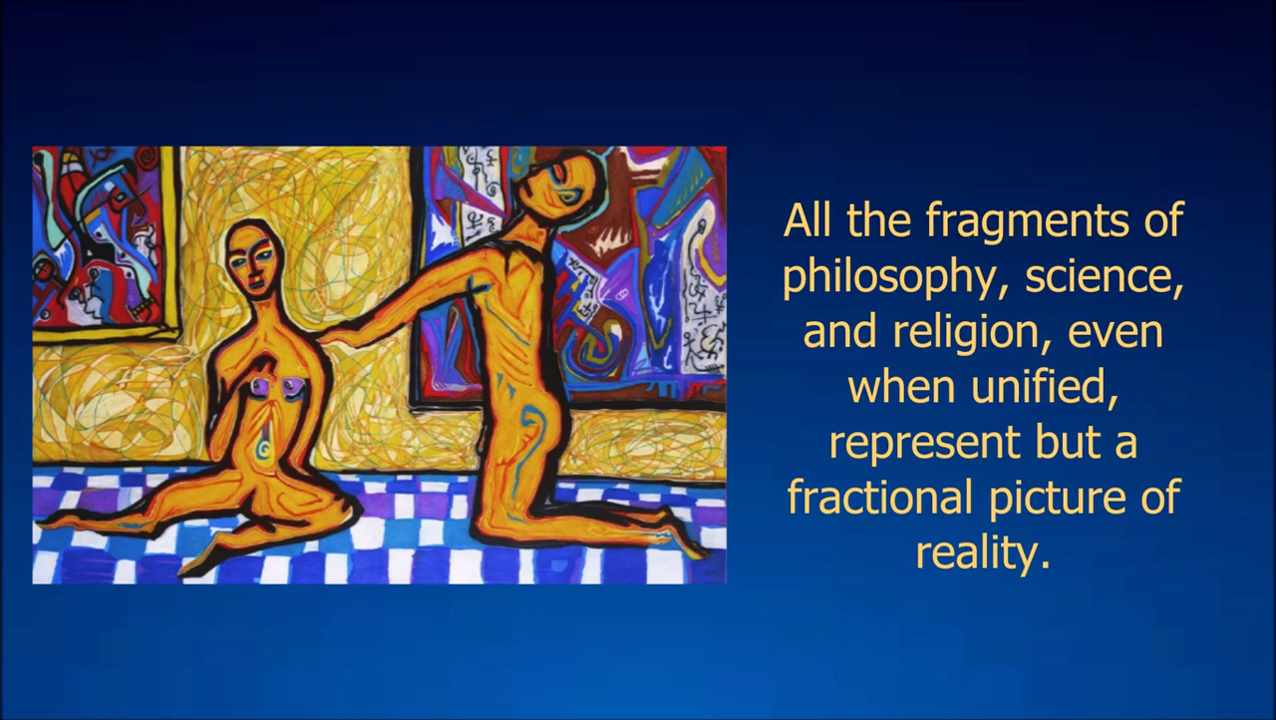 All the fragments of
philosophy, science,
and religion, even
when unified,
represent but a
fractional picture of
reality.